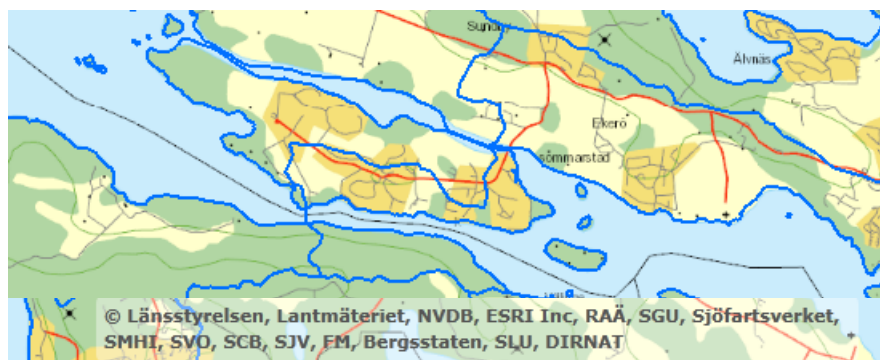 Älvnäs
Ekerö
sommarstad
© Länsstyrelsen, Lantmäteriet, NVDB, ESRI Inc, RAÄ, SGU, Sjöfartsverket,
SMHI, SVO, SCB, SJV, FM, Bergsstaten, SLU, DIRNAT